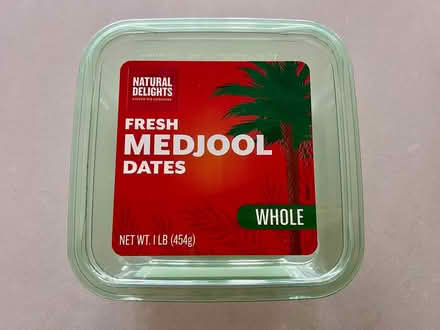 NATURAL
DELIGHTS
FRESH
MEDJOOL
DATES
WHOLE
NET WT. 1 LB (454g)